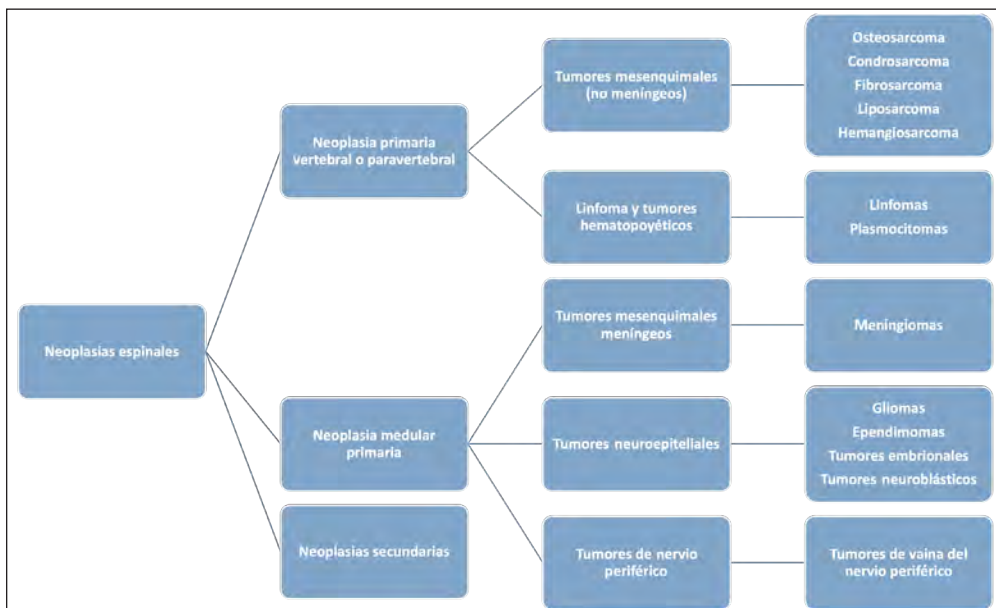 Neoplasias espinales
Neoplasia primaria
vertebral o paravertebral
Neoplasia medular
primaria
Neoplasias secundarias
Tumores mesenquimales
(no meníngeos)
Linfoma y tumores
hematopoyéticos
Tumores mesenquimales
meníngeos
Tumores neuroepiteliales
Tumores de nervio
periférico
Osteosarcoma
Condrosarcoma
Fibrosarcoma
Liposarcoma
Hemangiosarcoma
Linfomas
Plasmocitomas
Meningiomas
Gliomas
Ependimomas
Tumores embrionales
Tumores neuroblásticos
Tumores de vaina del
nervio periférico